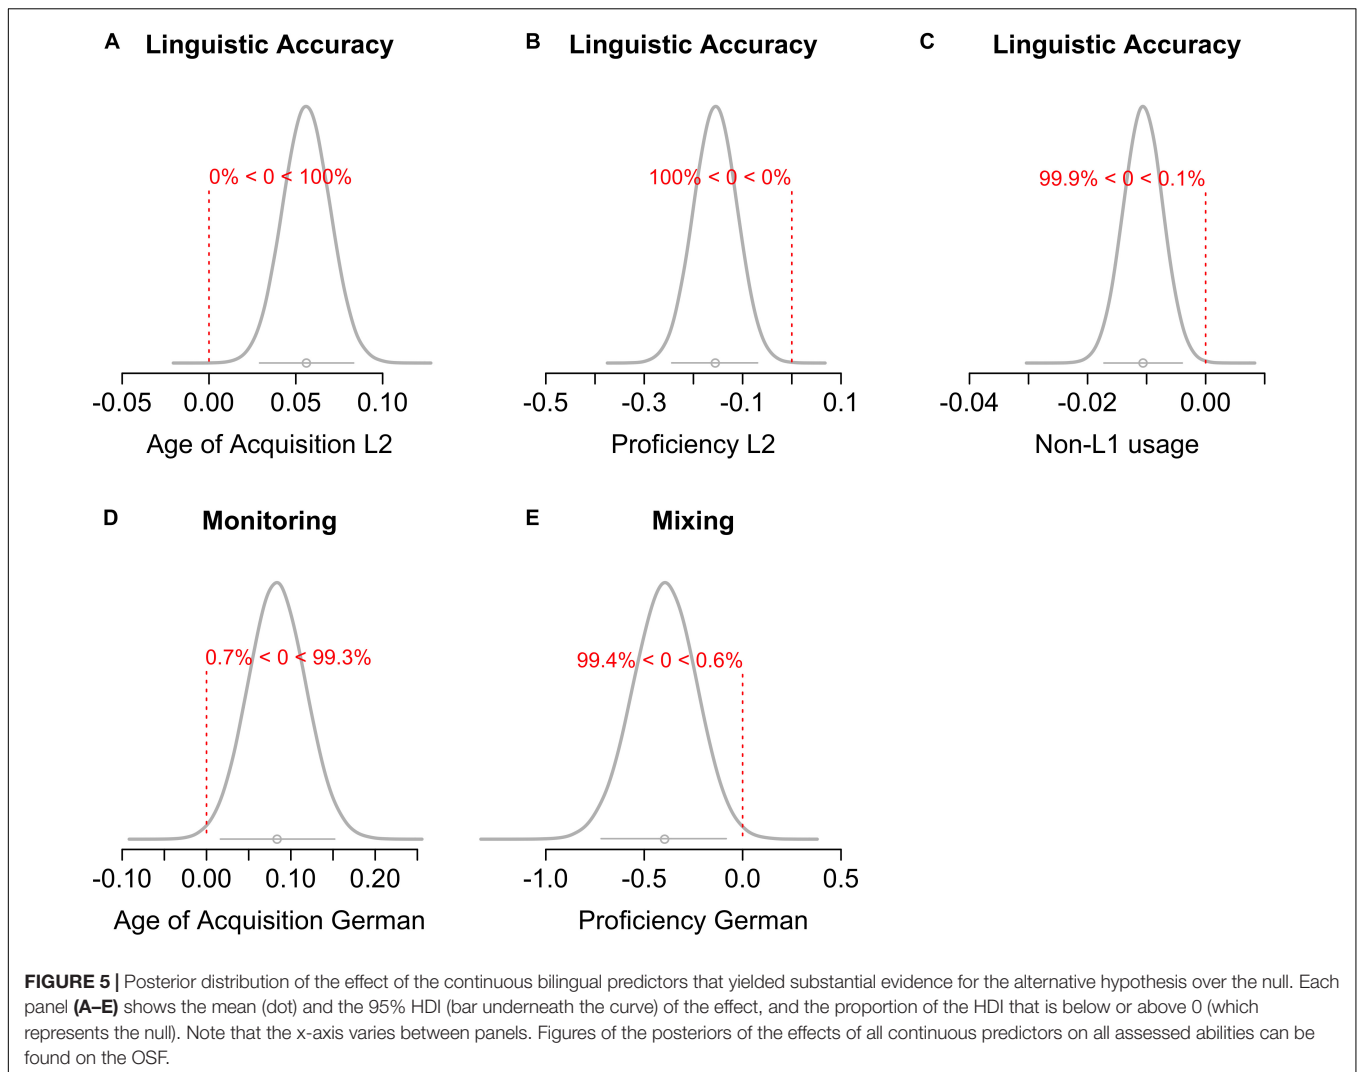 A Linguistic Accuracy
B Linguistic Accuracy
C Linguistic Accuracy
0% < 0 < 100%
100% < 0 < 0%
99.9% < 0 < 0.1%
-0.05 0.00 0.05 0.10
-0.5 -0.3 -0.1 0.1
-0.04 -0.02 0.00
Age of Acquisition L2
Proficiency L2
Non-L1 usage
D Monitoring
E Mixing
0.7% < 0 < 99.3%
99.4% < 0 < 0.6%
-0.10 0.00 0.10 0.20
-1.0 -0.5 0.0 0.5
Age of Acquisition German
Proficiency German
FIGURE 5 | Posterior distribution of the effect of the continuous bilingual predictors that yielded substantial evidence for the alternative hypothesis over the null. Each
panel (A–E) shows the mean (dot) and the 95% HDI (bar underneath the curve) of the effect, and the proportion of the HDI that is below or above 0 (which
represents the null). Note that the x-axis varies between panels. Figures of the posteriors of the effects of all continuous predictors on all assessed abilities can be
found on the OSF.